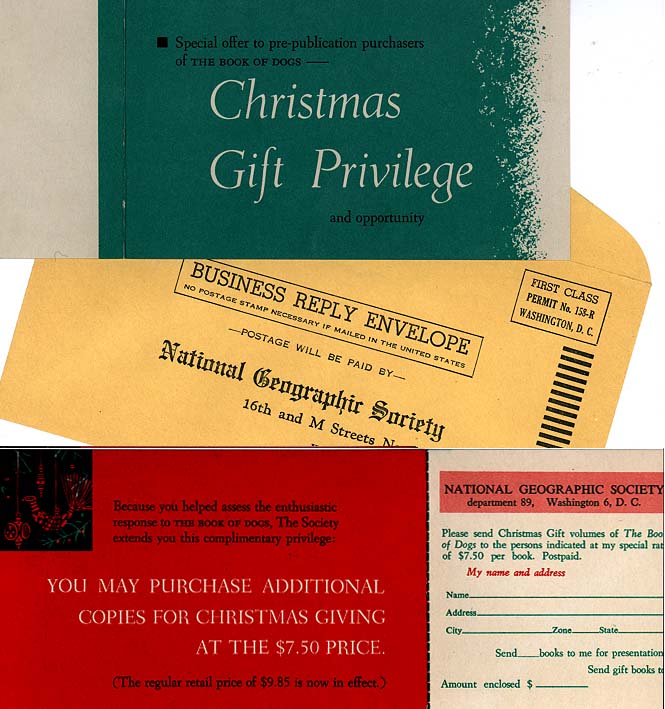 ■ Special offer to pre-publication purchasers
of THE BOOK OF DOGS —
Christmas
Gift Privilege
and opportunity
BUSINESS REPLY ENVELOPE
NO POSTAGE STAMP NECESSARY IF MAILED IN THE UNITED STATES
—POSTAGE WILL BE PAID BY—
National Geographic Society
16th and M Streets N
FIRST CLASS
PERMIT No. 158-R
WASHINGTON, D. C.
Because you helped assess the enthusiastic
response to THE BOOK OF DOGS, The Society
extends you this complimentary privilege:
YOU MAY PURCHASE ADDITIONAL
COPIES FOR CHRISTMAS GIVING
AT THE $7.50 PRICE.
(The regular retail price of $9.85 is now in effect.)
NATIONAL GEOGRAPHIC SOCIETY
department 89, Washington 6, D. C.
Please send Christmas Gift volumes of The Boo
of Dogs to the persons indicated at my special rat
of $7.50 per book. Postpaid.
My name and address
Name
Address
City Zone State
Send books to me for presentation
Send gift books to
Amount enclosed $